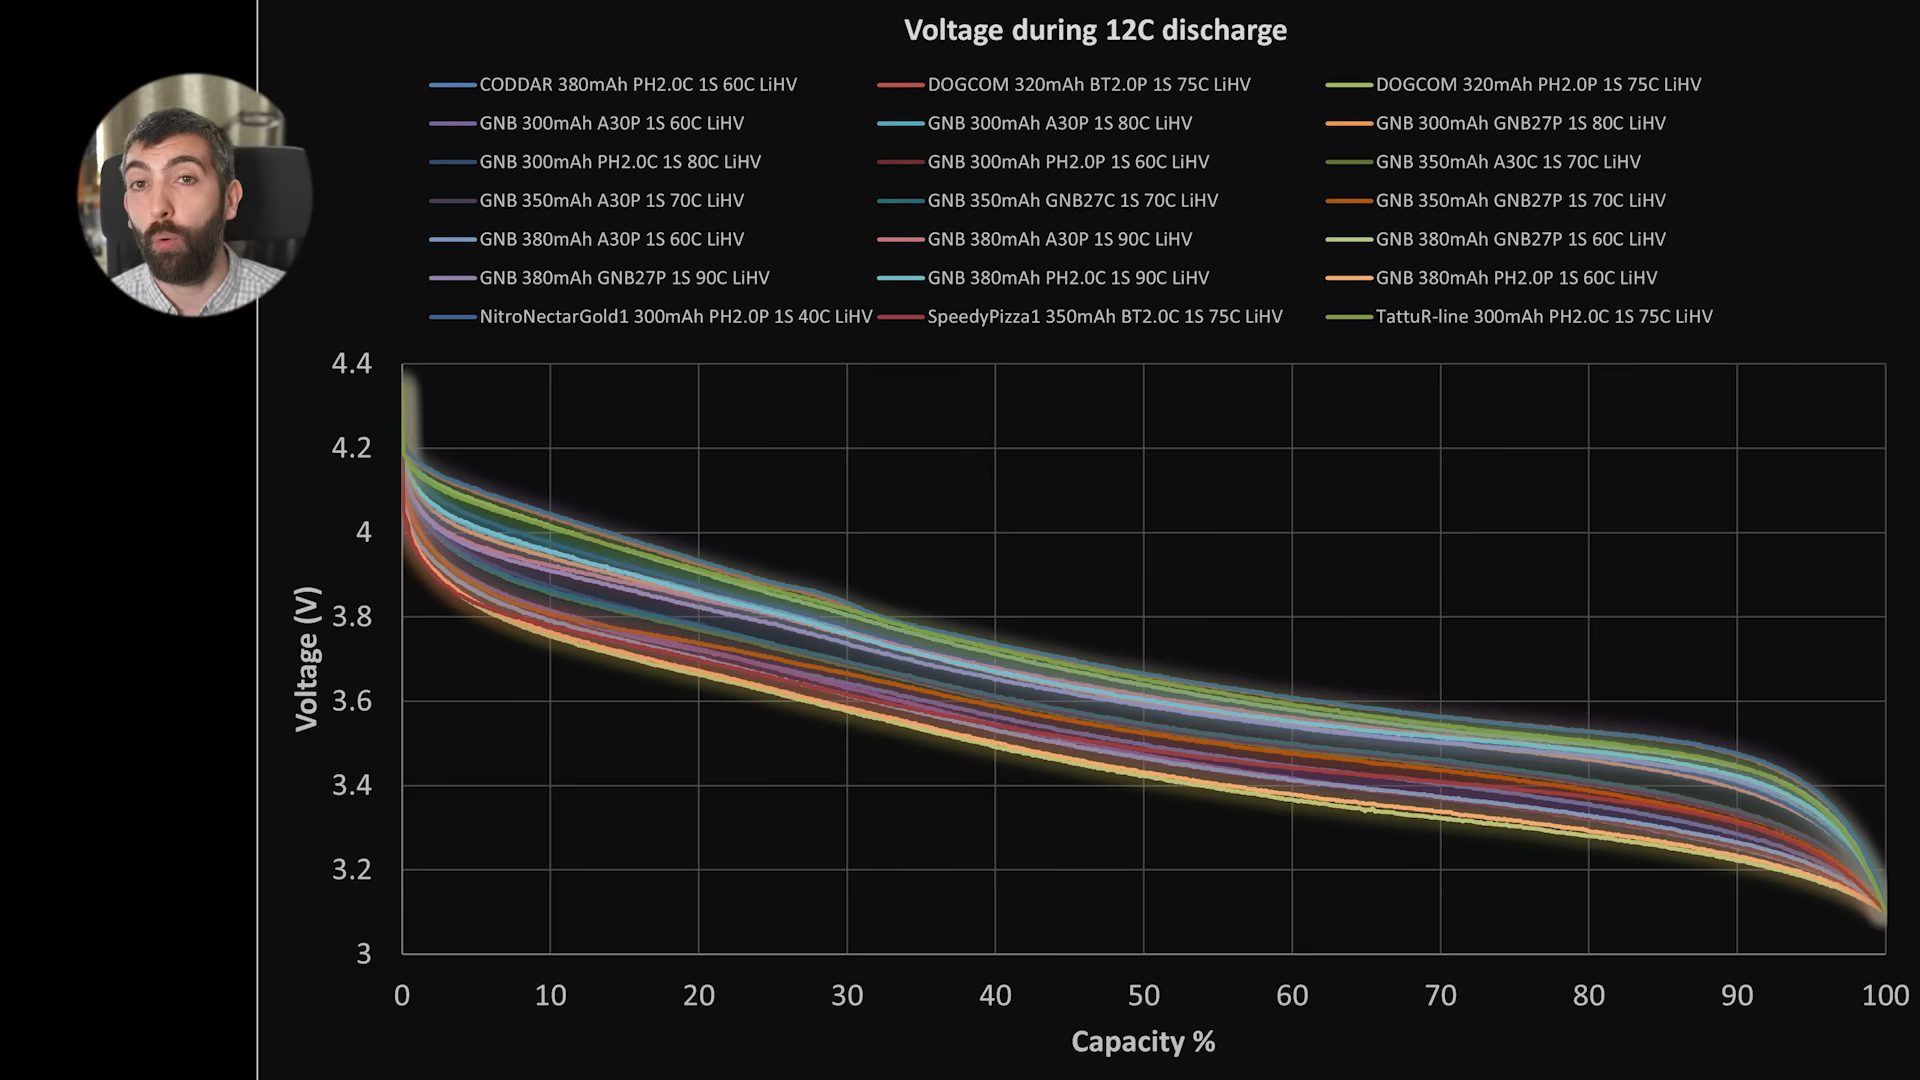 Voltage during 12C discharge
CODDAR 380mAh PH2.0C 1S 60C LiHV DOGCOM 320mAh BT2.0P 1S 75C LiHV DOGCOM 320mAh PH2.0P 1S 75C LiHV
GNB 300mAh A30P 1S 60C LiHV GNB 300mAh A30P 1S 80C LiHV GNB 300mAh GNB27P 1S 80C LiHV
GNB 300mAh PH2.0C 1S 80C LiHV GNB 300mAh PH2.0P 1S 60C LiHV GNB 350mAh A30C 1S 70C LiHV
GNB 350mAh A30P 1S 70C LiHV GNB 350mAh GNB27C 1S 70C LiHV GNB 350mAh GNB27P 1S 70C LiHV
GNB 380mAh A30P 1S 60C LiHV GNB 380mAh A30P 1S 90C LiHV GNB 380mAh GNB27P 1S 60C LiHV
GNB 380mAh GNB27P 1S 90C LiHV GNB 380mAh PH2.0C 1S 90C LiHV GNB 380mAh PH2.0P 1S 60C LiHV
NitroNectarGold1 300mAh PH2.0P 1S 40C LiHV SpeedyPizza1 350mAh BT2.0C 1S 75C LiHV TattuR-line 300mAh PH2.0C 1S 75C LiHV
4.4
4.2
4
3.8
3.6
3.4
3.2
3
Voltage (V)
0 10 20 30 40 50 60 70 80 90 100
Capacity %